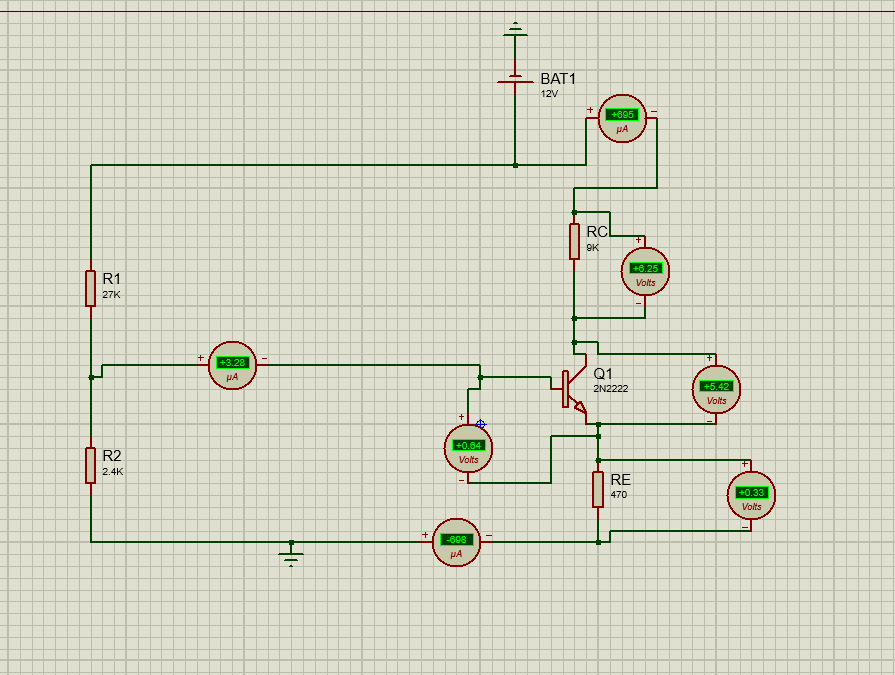 BAT1
12V
+ −
+695
µA
RC
9K
+
+6.25
Volts
−
R1
27K
+ −
+3.28
µA
Q1
2N2222
+
+5.42
Volts
−
+
+0.64
Volts
−
R2
2.4K
RE
470
+
+0.33
Volts
−
+ −
-698
µA